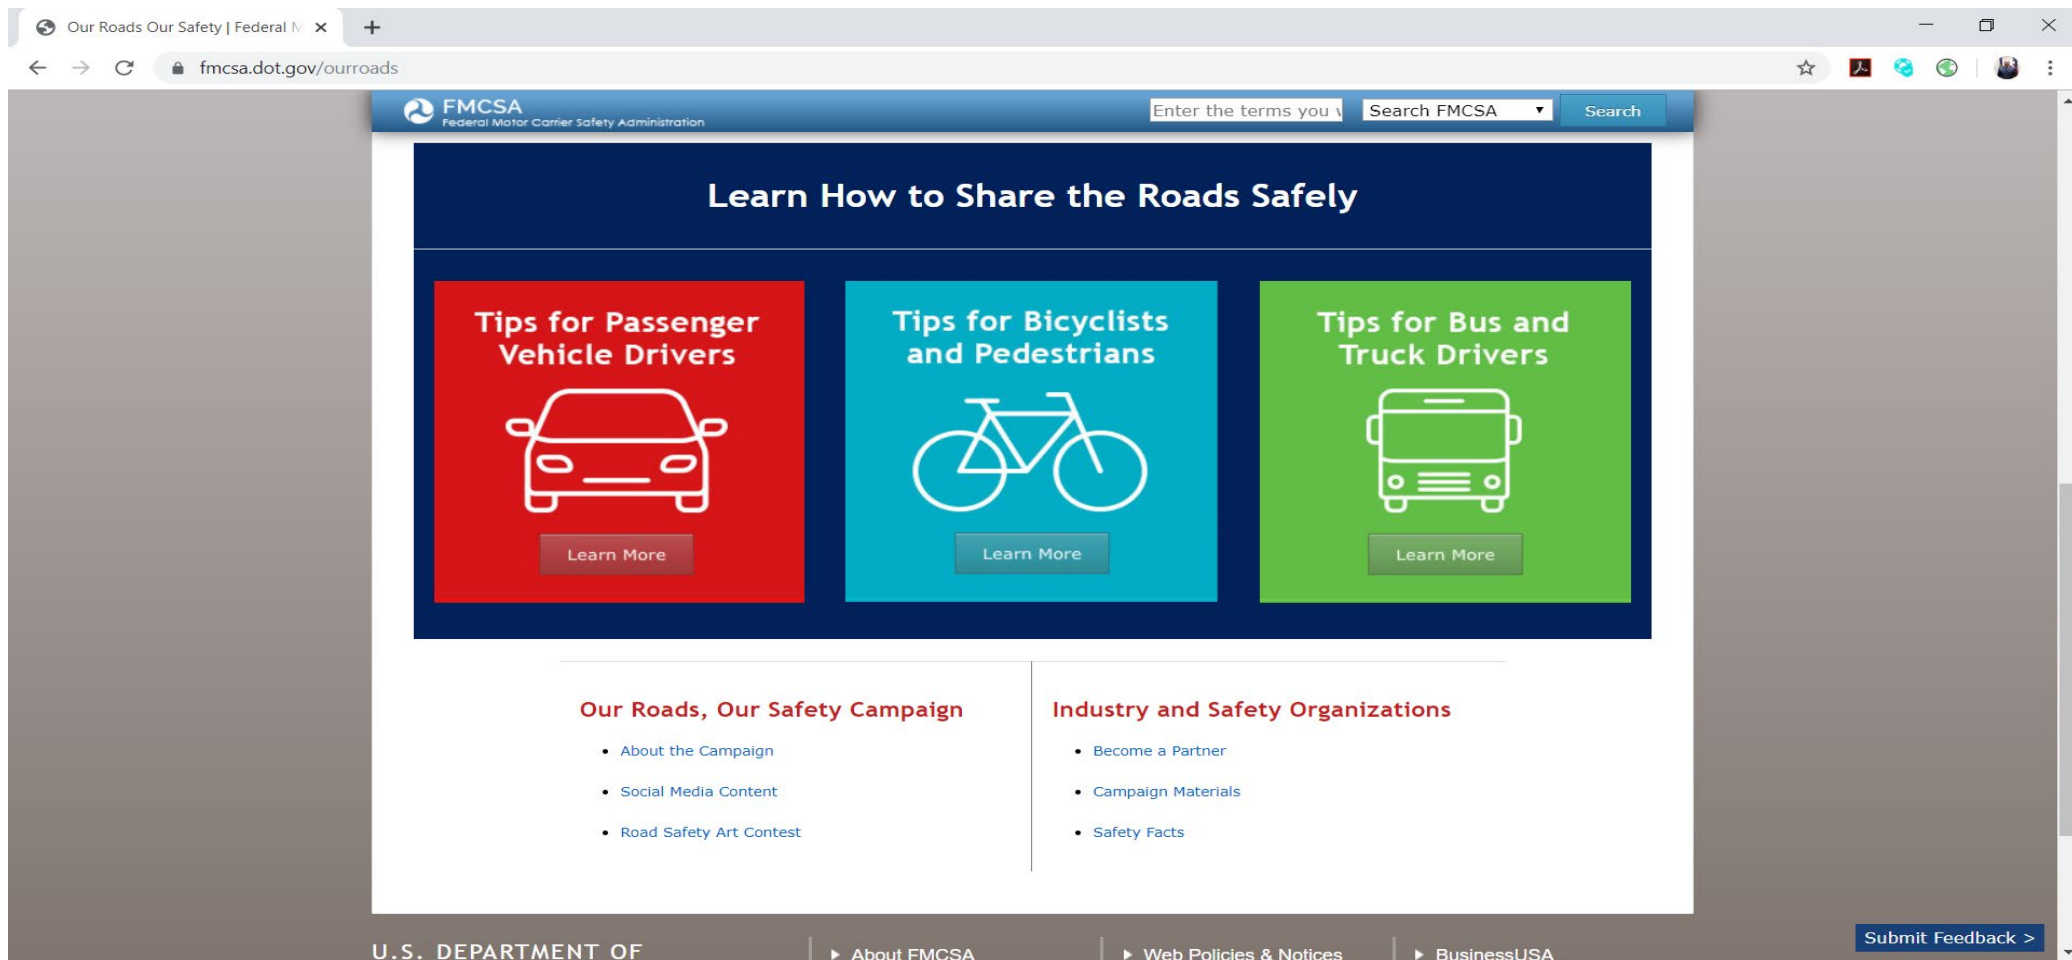 Our Roads Our Safety | Federal M
fmcsa.dot.gov/ourroads
FMCSA
Federal Motor Carrier Safety Administration
Enter the terms you
Search FMCSA
Search
Learn How to Share the Roads Safely
Tips for Passenger
Vehicle Drivers
Learn More
Tips for Bicyclists
and Pedestrians
Learn More
Tips for Bus and
Truck Drivers
Learn More
Our Roads, Our Safety Campaign
• About the Campaign
• Social Media Content
• Road Safety Art Contest
Industry and Safety Organizations
• Become a Partner
• Campaign Materials
• Safety Facts
U.S. DEPARTMENT OF
About FMCSA
Web Policies & Notices
BusinessUSA
Submit Feedback >